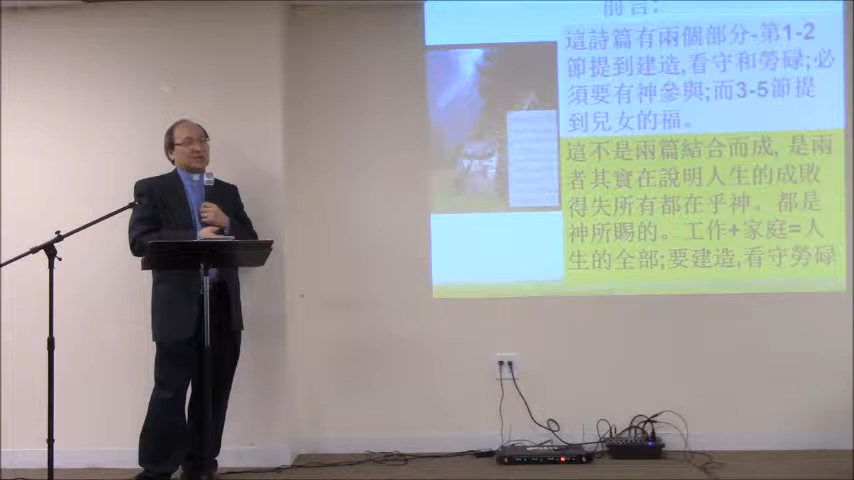 前言:
這詩篇有兩個部分-第1-2
節提到建造,看守和勞碌;必
須要有神參與;而3-5節提
到兒女的福。
這不是兩篇結合而成，是兩
者其實在說明人生的成敗
得失所有都在乎神。都是
神所賜的。工作+家庭=人
生的全部;要建造,看守勞碌